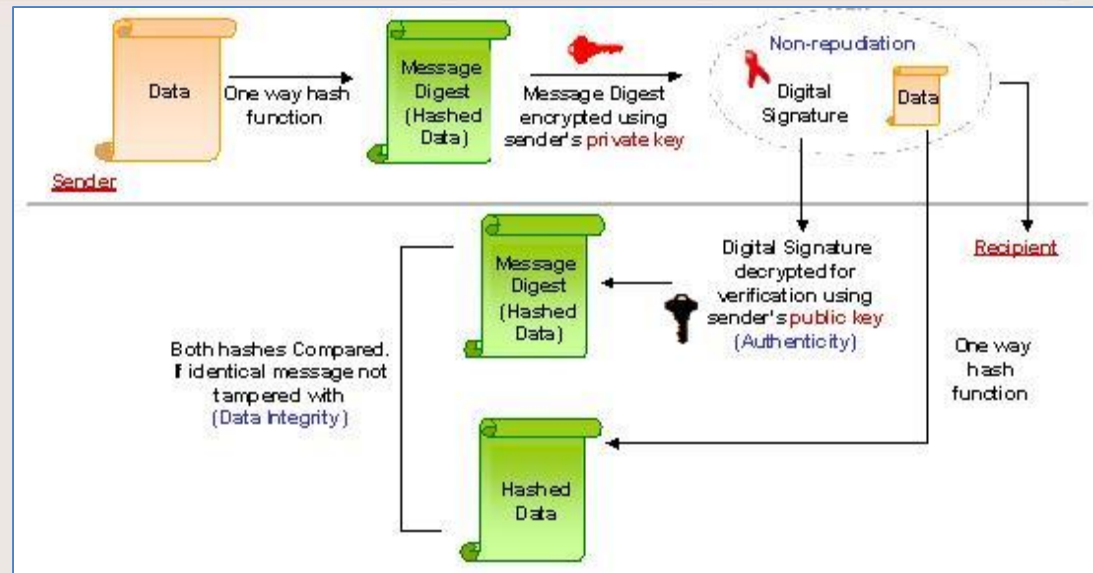 Data
One way hash
function
Message
Digest
(Hashed
Data)
Message Digest
encrypted using
sender's private key
Non-repudiation
Digital
Signature
Data
Sender
Recipient
Digital Signature
decrypted for
verification using
sender's public key
(Authenticity)
Message
Digest
(Hashed
Data)
One way
hash
function
Both hashes Compared.
If identical message not
tampered with
(Data Integrity)
Hashed
Data